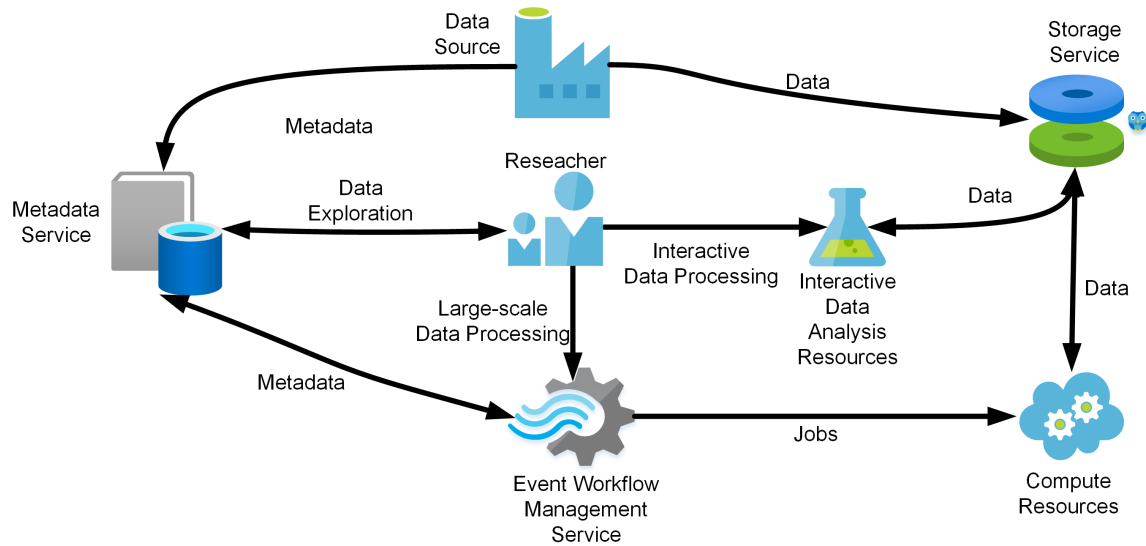 Data
Source
Storage
Service
Data
Metadata
Reseacher
Metadata
Service
Data
Exploration
Data
Interactive
Data Processing
Interactive
Data
Analysis
Resources
Data
Large-scale
Data Processing
Metadata
Jobs
Event Workflow
Management
Service
Compute
Resources